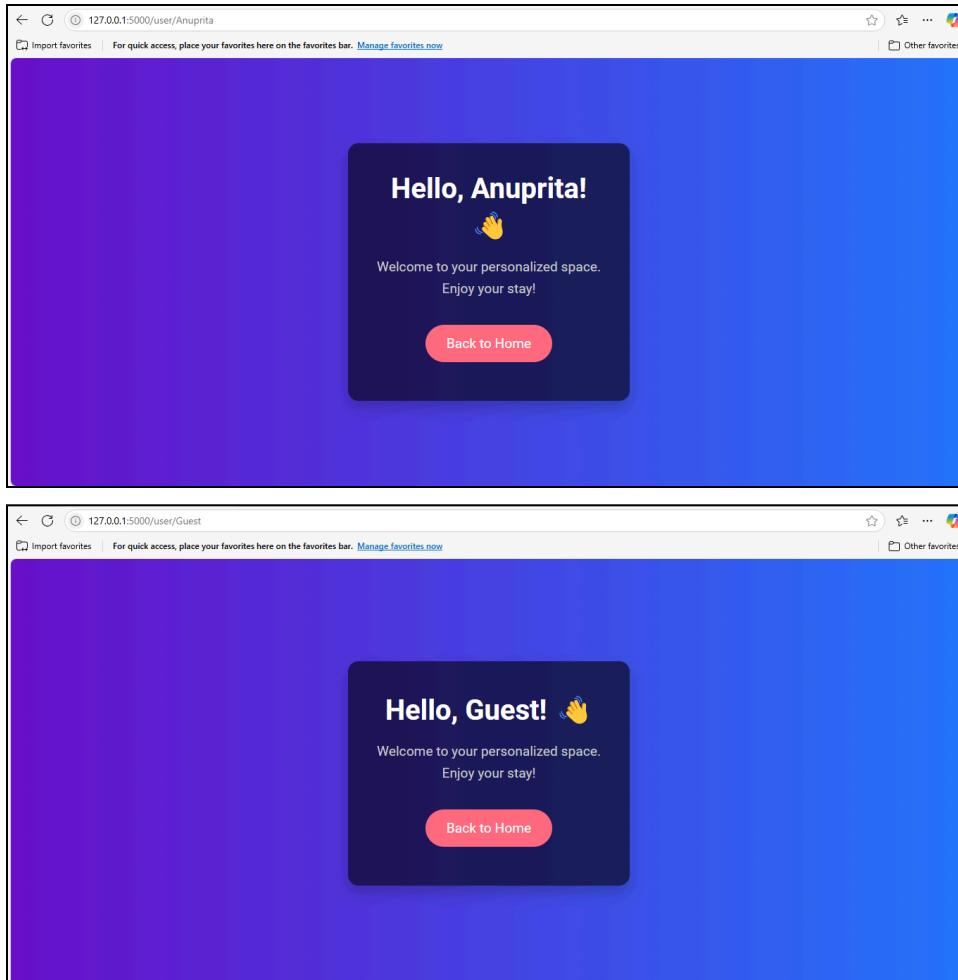 127.0.0.1:5000/user/Anuprita
Import favorites For quick access, place your favorites here on the favorites bar. Manage favorites now Other favorites
Hello, Anuprita!
👋
Welcome to your personalized space.
Enjoy your stay!
Back to Home
127.0.0.1:5000/user/Guest
Import favorites For quick access, place your favorites here on the favorites bar. Manage favorites now Other favorites
Hello, Guest! 👋
Welcome to your personalized space.
Enjoy your stay!
Back to Home